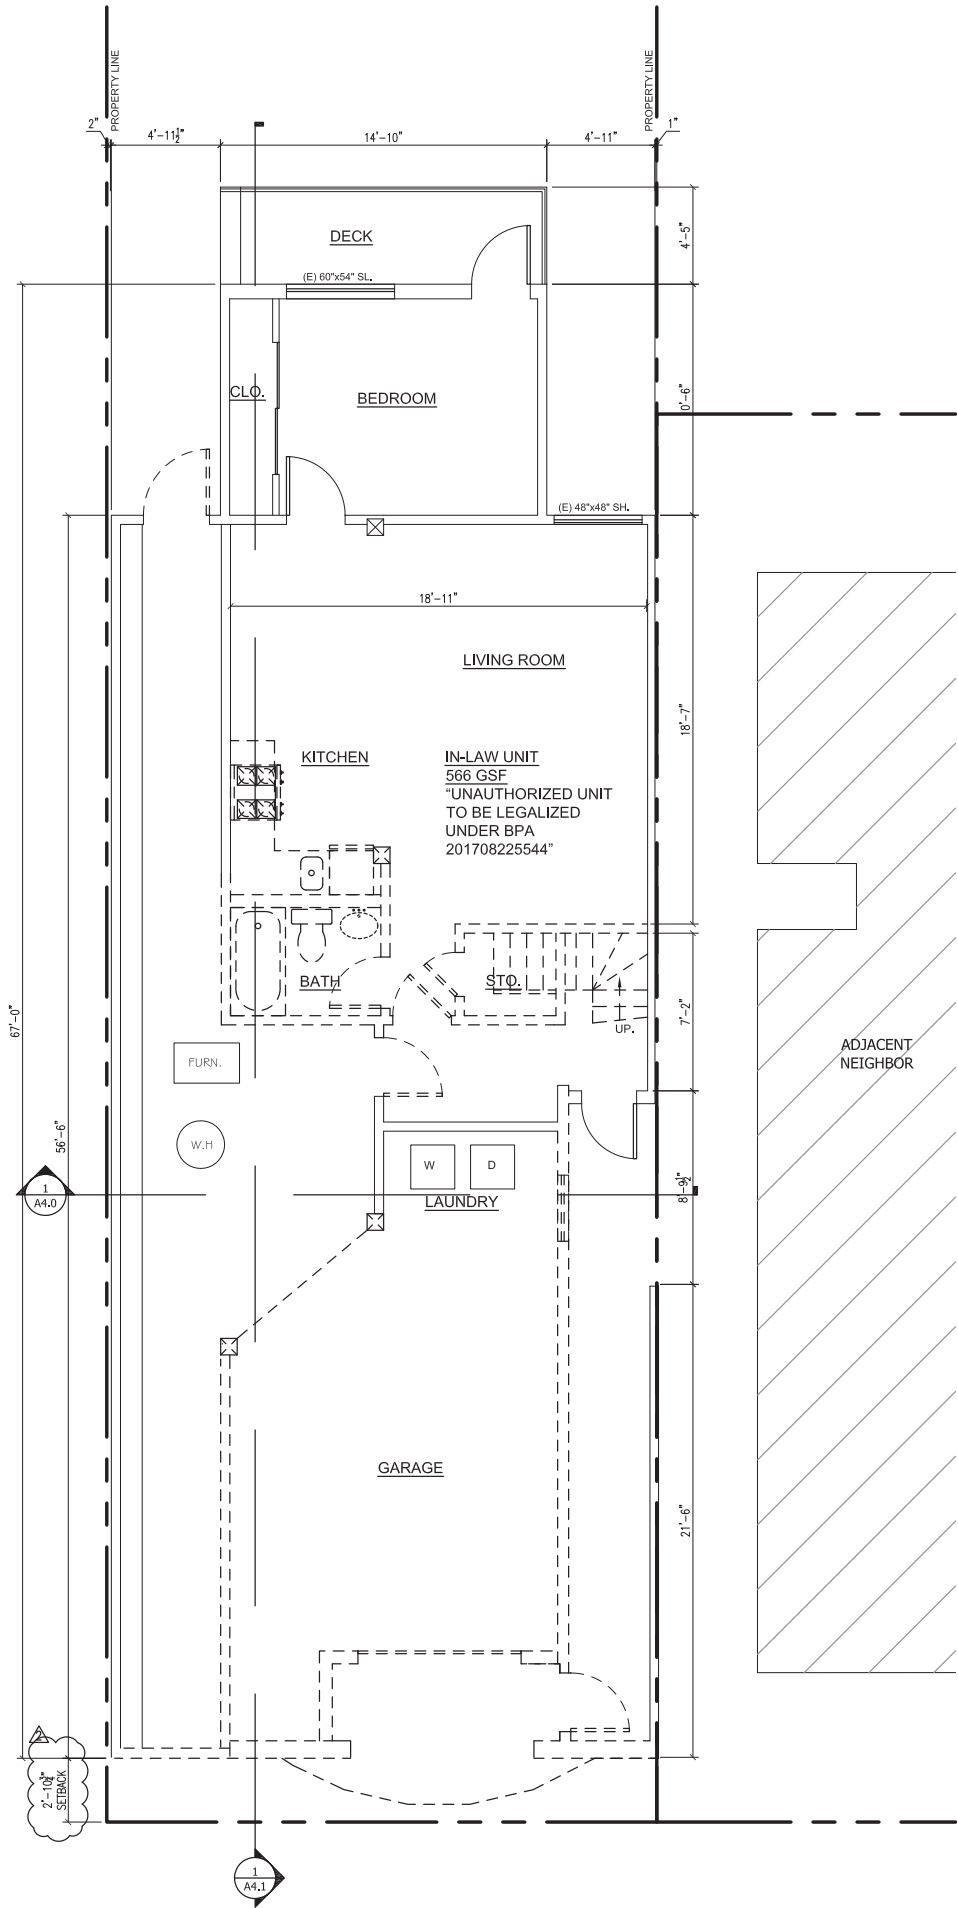 PROPERTY LINE
PROPERTY LINE
2"
4'-11½"
14'-10"
4'-11"
1"
DECK
4'-5"
(E) 60"x54" SL.
CLO.
BEDROOM
0'-6"
(E) 48"x48" SH.
18'-11"
LIVING ROOM
18'-7"
KITCHEN
IN-LAW UNIT
566 GSF
"UNAUTHORIZED UNIT
TO BE LEGALIZED
UNDER BPA
201708225544"
BATH
STO.
UP.
7'-2"
67'-0"
FURN.
ADJACENT
NEIGHBOR
56'-6"
W.H
W
D
LAUNDRY
1
A4.0
8'-9½"
GARAGE
21'-6"
2
2'-10¾"
SETBACK
1
A4.1